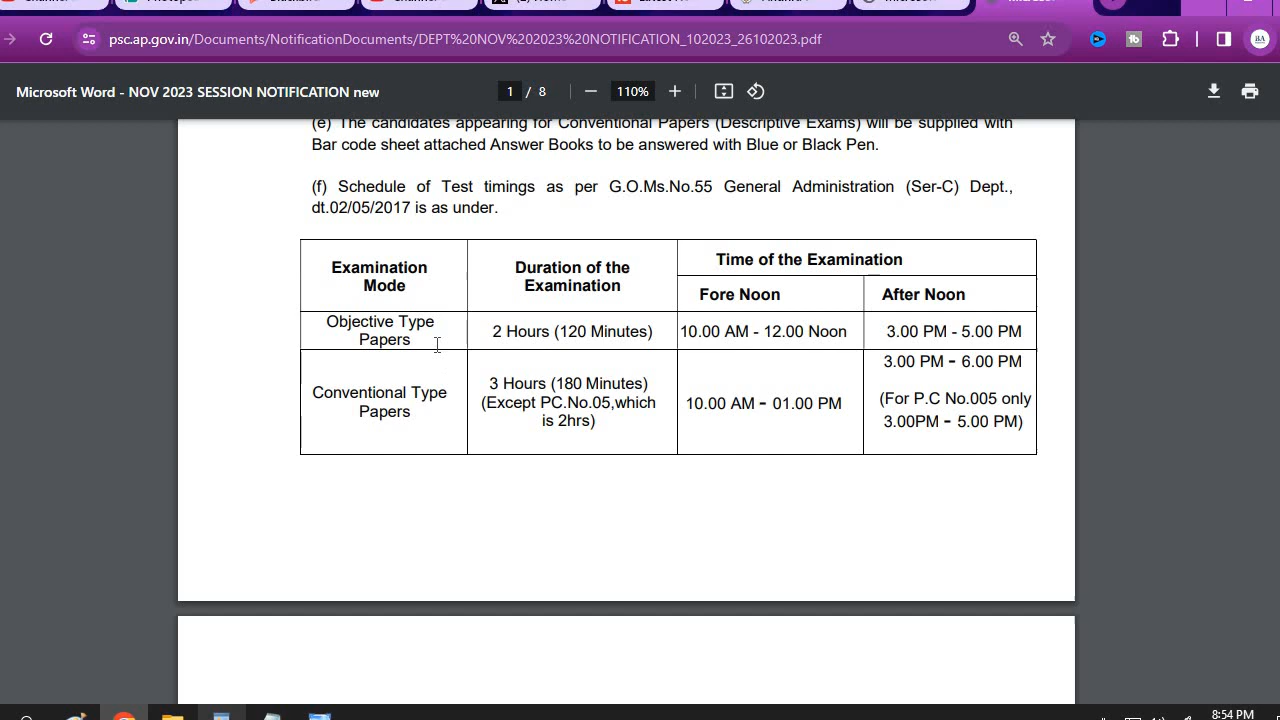 psc.ap.gov.in/Documents/NotificationDocuments/DEPT%20NOV%202023%20NOTIFICATION_102023_26102023.pdf
BA
Microsoft Word - NOV 2023 SESSION NOTIFICATION new
1 / 8
110%
(e) The candidates appearing for Conventional Papers (Descriptive Exams) will be supplied with
Bar code sheet attached Answer Books to be answered with Blue or Black Pen.
(f) Schedule of Test timings as per G.O.Ms.No.55 General Administration (Ser-C) Dept.,
dt.02/05/2017 is as under.
Examination
Mode
Duration of the
Examination
Time of the Examination
Fore Noon
After Noon
Objective Type
Papers
2 Hours (120 Minutes)
10.00 AM - 12.00 Noon
3.00 PM - 5.00 PM
Conventional Type
Papers
3 Hours (180 Minutes)
(Except PC.No.05,which
is 2hrs)
10.00 AM – 01.00 PM
3.00 PM – 6.00 PM
(For P.C No.005 only
3.00PM – 5.00 PM)
8:54 PM